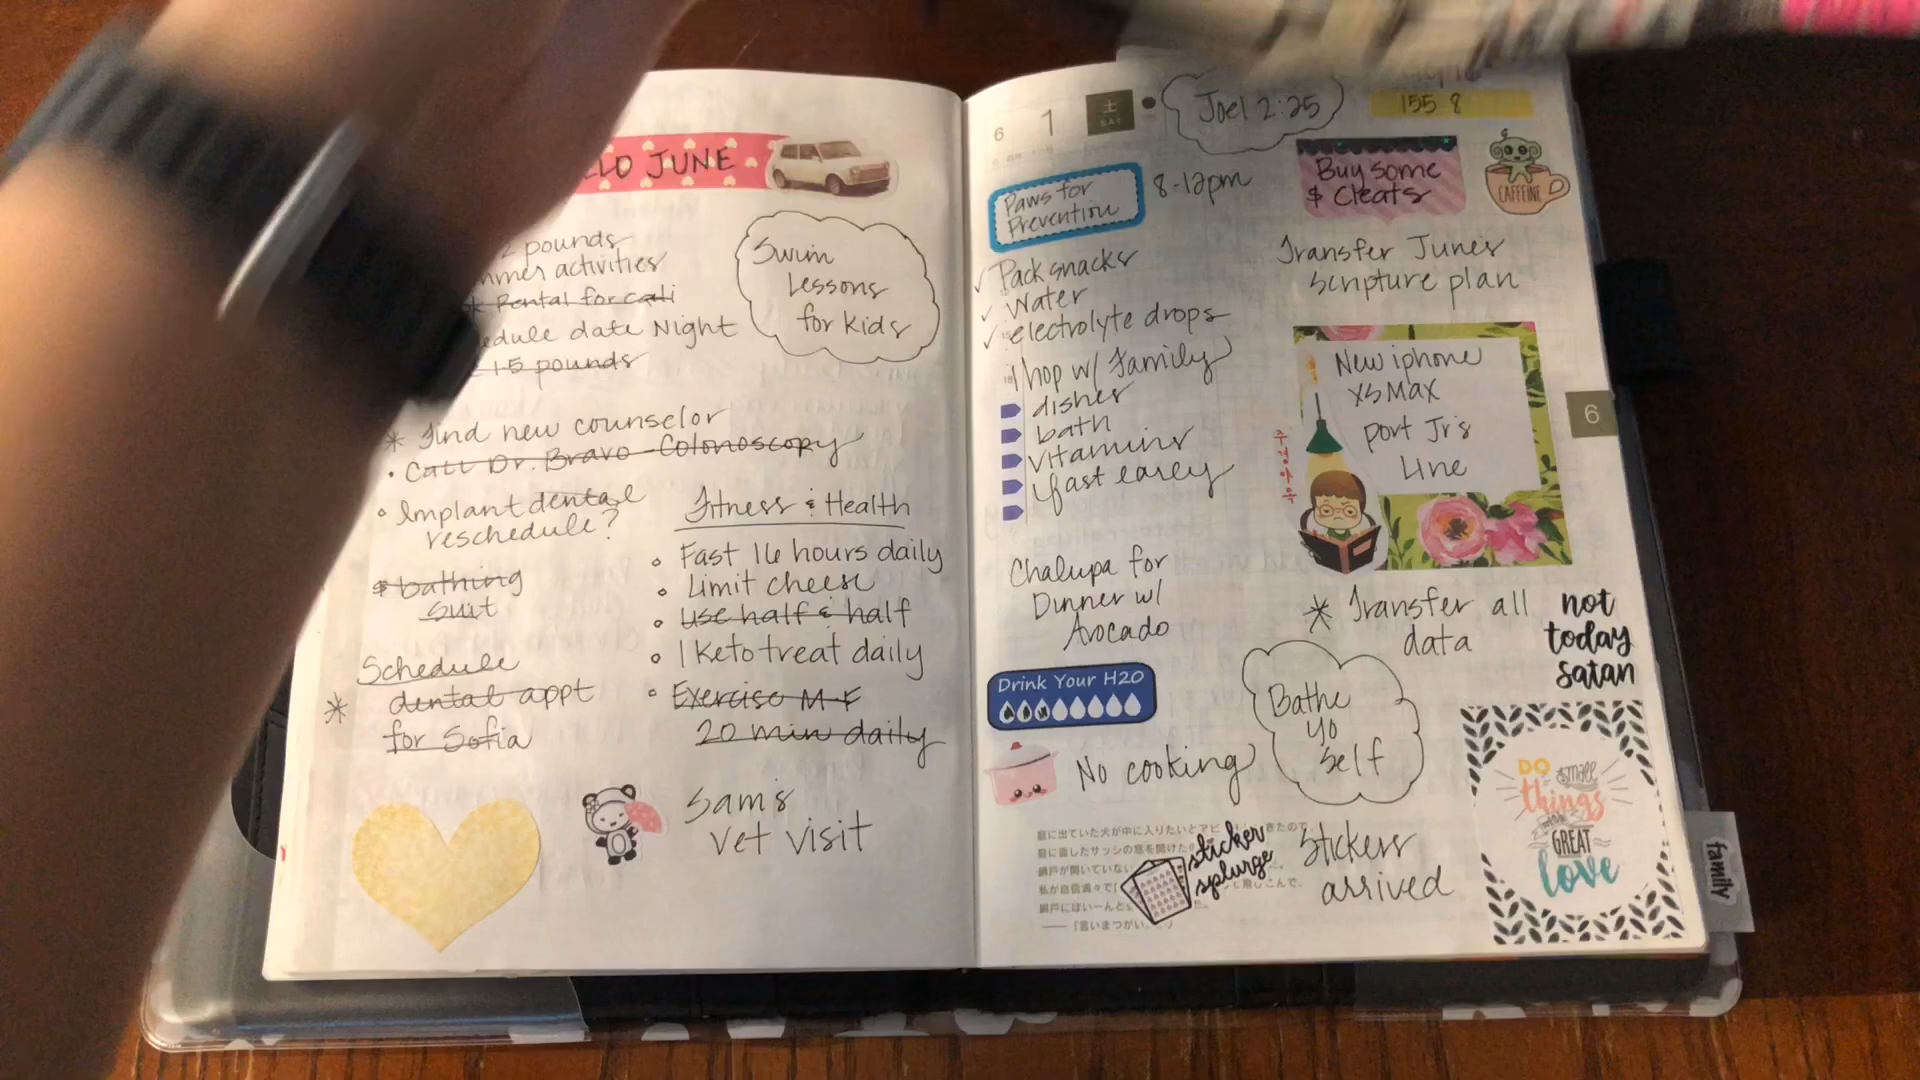 JUNE
2 pounds
activities
Rental for cali
date Night
15 pounds
Swim
Lessons
for kids
* Find new counselor
• Call Dr. Bravo - Colonoscopy
• Implant dental
reschedule?
bathing
suit
Schedule
* dental appt
for Sofia
Fitness & Health
• Fast 16 hours daily
• Limit cheese
• Use half & half
• 1 Keto treat daily
• Exercise M-F
20 min daily
Sam's
vet visit
6 1 土
SAT
Joel 2:25
155 8
Paws for
Prevention
8-12pm
Buy some
$ Cleats
CAFFEINE
✓ Pack snacks
✓ Water
✓ electrolyte drops
w/ Family
dishes
bath
vitamins
fast early
Transfer June's
scripture plan
New iphone
XS MAX
port Jr's
Line
6
Chalupa for
Dinner w/
Avocado
* Transfer all
data
not
today
satan
Drink Your H2O
No cooking
Bathe
yo
self
sticker
splurge
Stickers
arrived
DO
small
things
GREAT
love
family